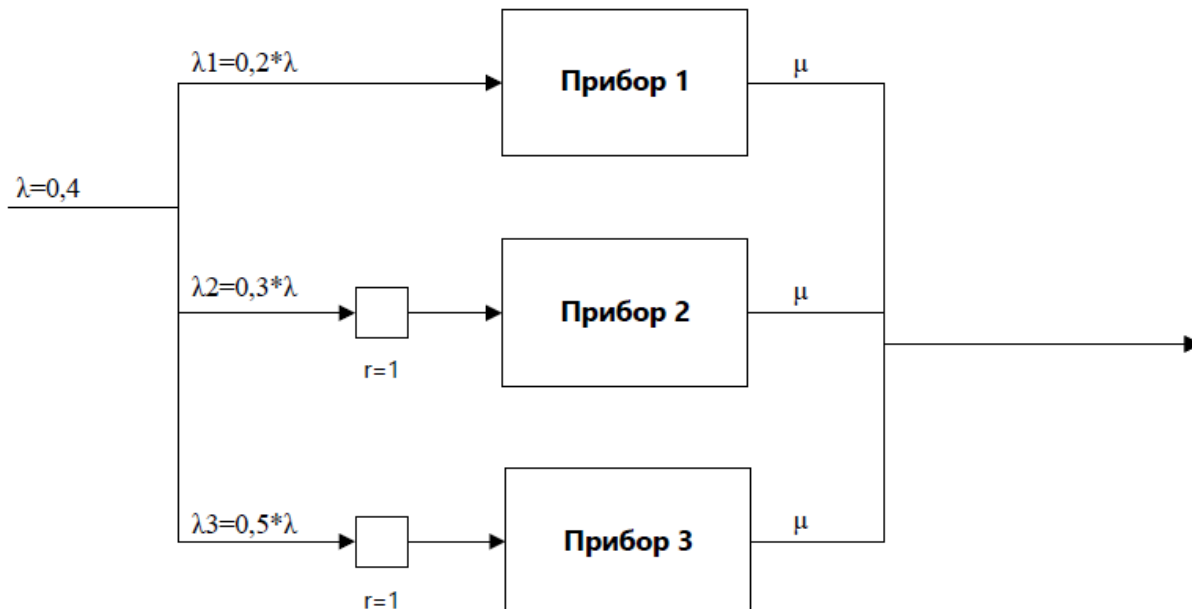 λ1=0,2*λ
Прибор 1
μ
λ=0,4
λ2=0,3*λ
Прибор 2
μ
r=1
λ3=0,5*λ
Прибор 3
μ
r=1